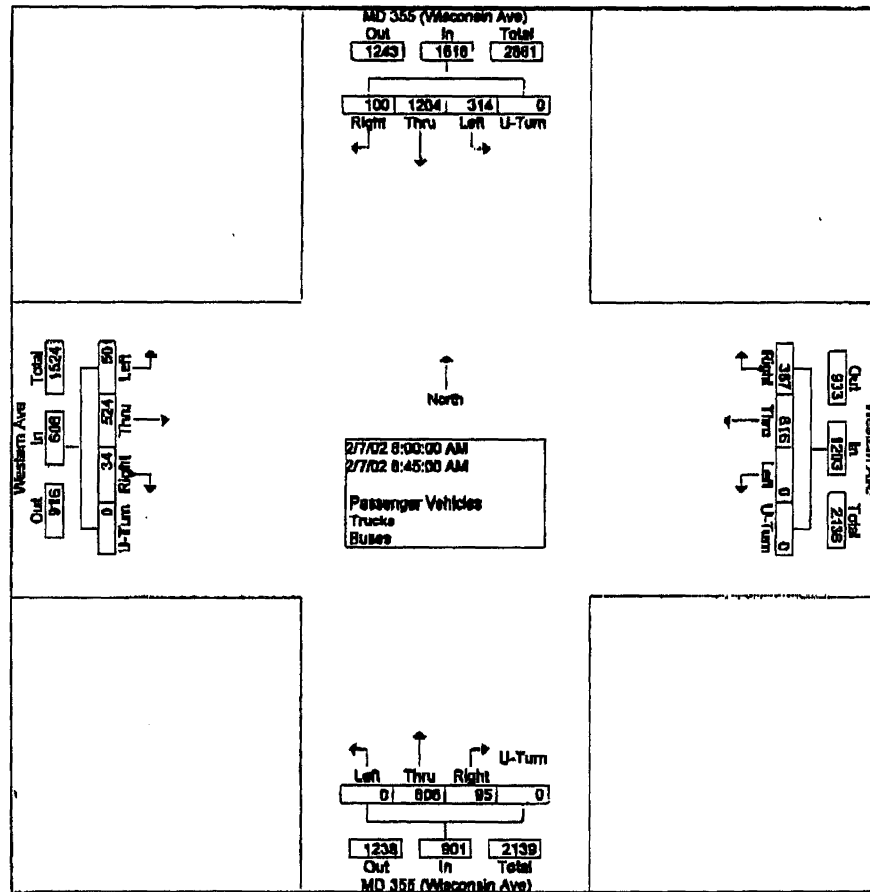 MD 355 (Wisconsin Ave)
Out In Total
1243 1618 2861
100 1204 314 0
Right Thru Left U-Turn
Western Ave
Total In Out
1524 608 916
50 524 34 0
Left Thru Right U-Turn
North
2/7/02 8:00:00 AM
2/7/02 8:45:00 AM
Passenger Vehicles
Trucks
Buses
Right Thru Left U-Turn
387 816 0 0
933 1203 2136
Out In Total
U-Turn
Left Thru Right
0 806 95 0
1238 901 2139
Out In Total
MD 355 (Wisconsin Ave)